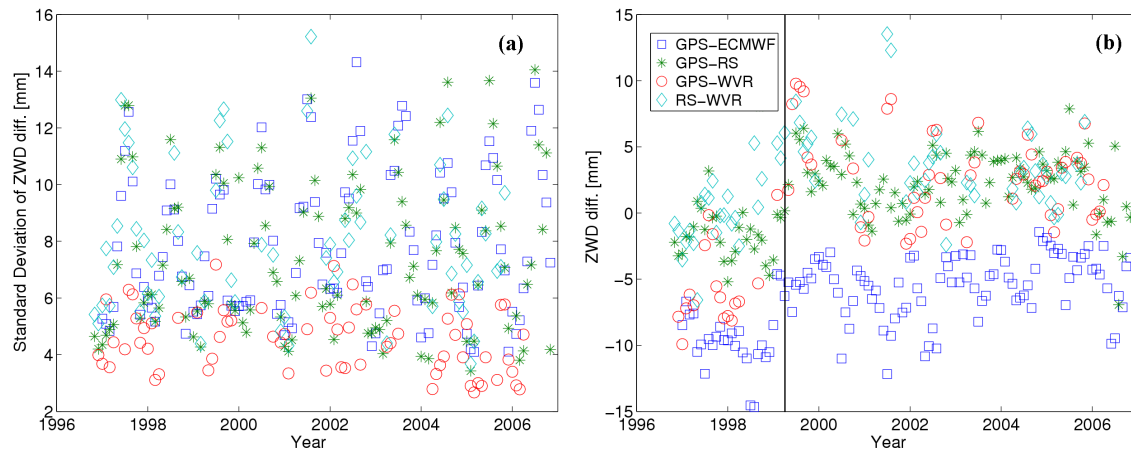 (a)
Standard Deviation of ZWD diff. [mm]
16
14
12
10
8
6
4
2
1996
1998
2000
2002
2004
2006
Year
(b)
GPS-ECMWF
GPS-RS
GPS-WVR
RS-WVR
ZWD diff. [mm]
15
10
5
0
−5
−10
−15
1996
1998
2000
2002
2004
2006
Year